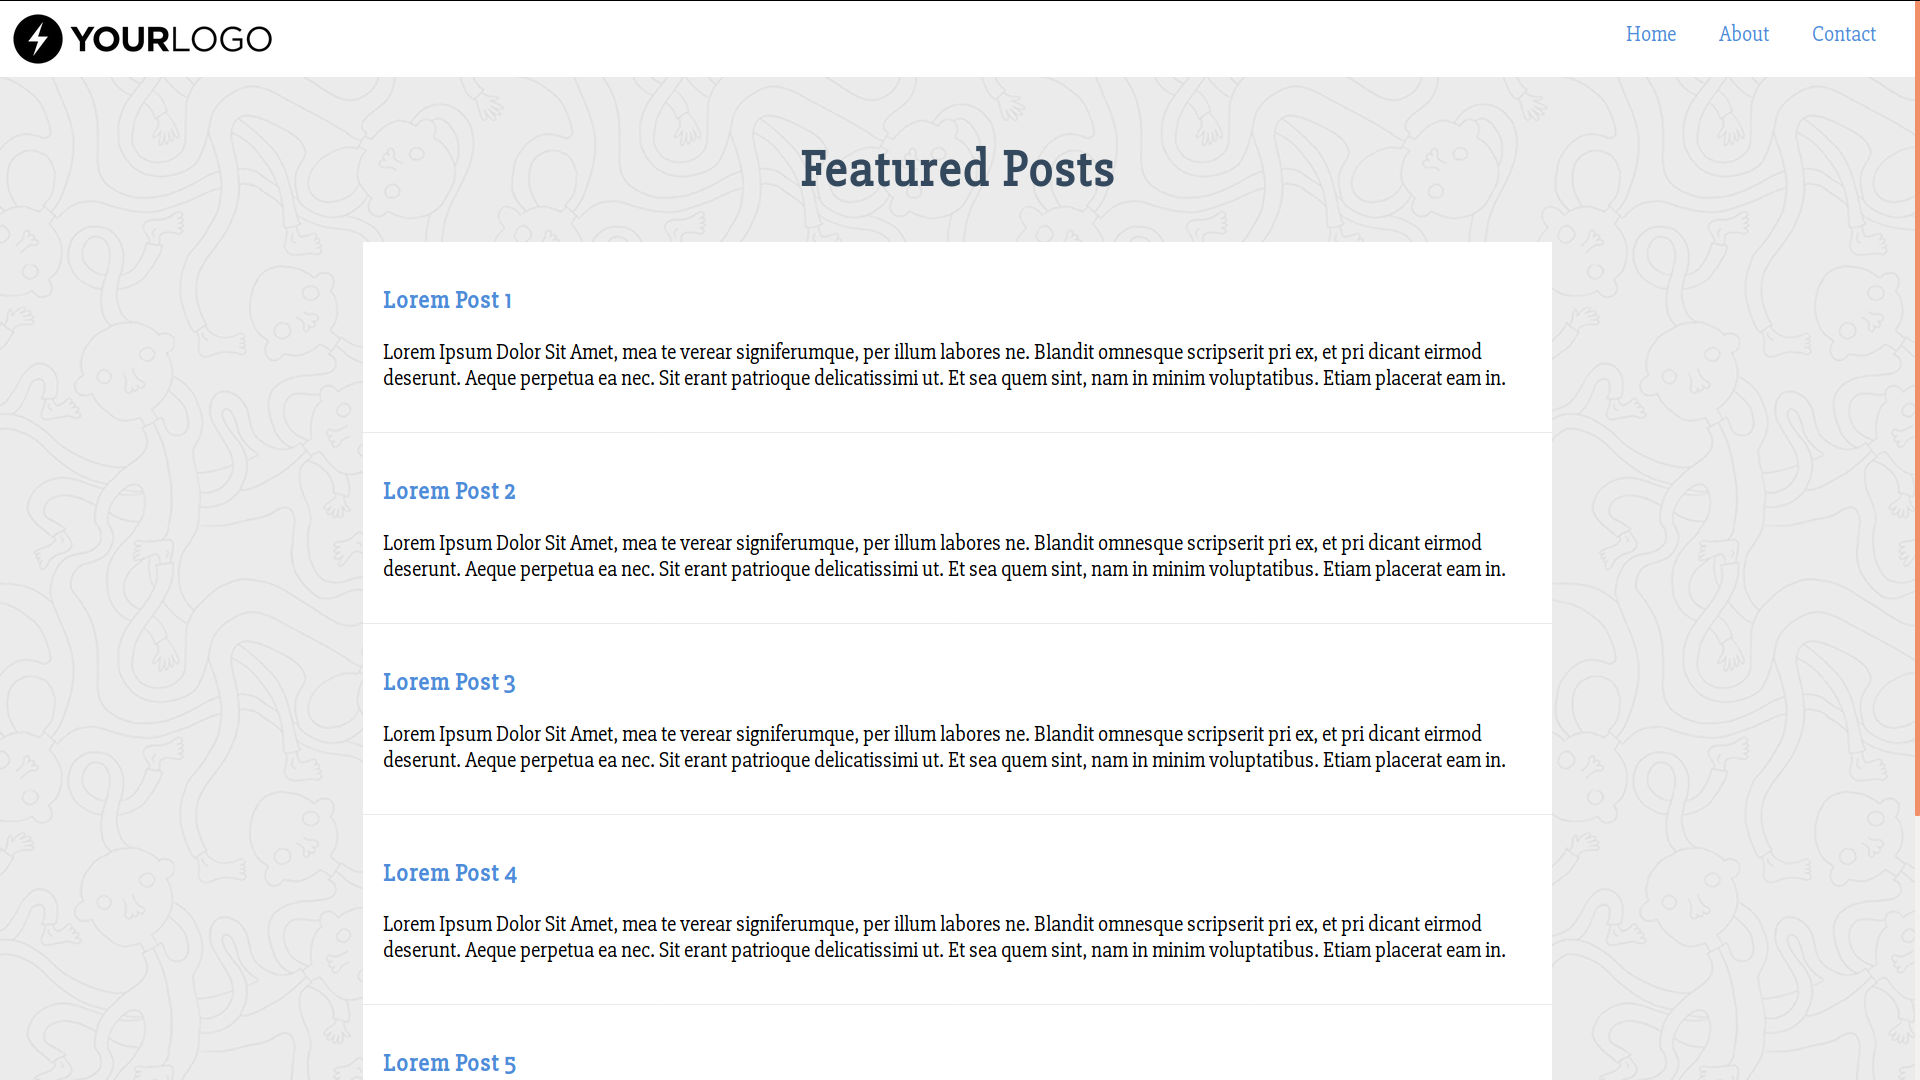 YOURLOGO
Home About Contact
Featured Posts
Lorem Post 1
Lorem Ipsum Dolor Sit Amet, mea te verear signiferumque, per illum labores ne. Blandit omnesque scripserit pri ex, et pri dicant eirmod
deserunt. Aeque perpetua ea nec. Sit erant patrioque delicatissimi ut. Et sea quem sint, nam in minim voluptatibus. Etiam placerat eam in.
Lorem Post 2
Lorem Ipsum Dolor Sit Amet, mea te verear signiferumque, per illum labores ne. Blandit omnesque scripserit pri ex, et pri dicant eirmod
deserunt. Aeque perpetua ea nec. Sit erant patrioque delicatissimi ut. Et sea quem sint, nam in minim voluptatibus. Etiam placerat eam in.
Lorem Post 3
Lorem Ipsum Dolor Sit Amet, mea te verear signiferumque, per illum labores ne. Blandit omnesque scripserit pri ex, et pri dicant eirmod
deserunt. Aeque perpetua ea nec. Sit erant patrioque delicatissimi ut. Et sea quem sint, nam in minim voluptatibus. Etiam placerat eam in.
Lorem Post 4
Lorem Ipsum Dolor Sit Amet, mea te verear signiferumque, per illum labores ne. Blandit omnesque scripserit pri ex, et pri dicant eirmod
deserunt. Aeque perpetua ea nec. Sit erant patrioque delicatissimi ut. Et sea quem sint, nam in minim voluptatibus. Etiam placerat eam in.
Lorem Post 5